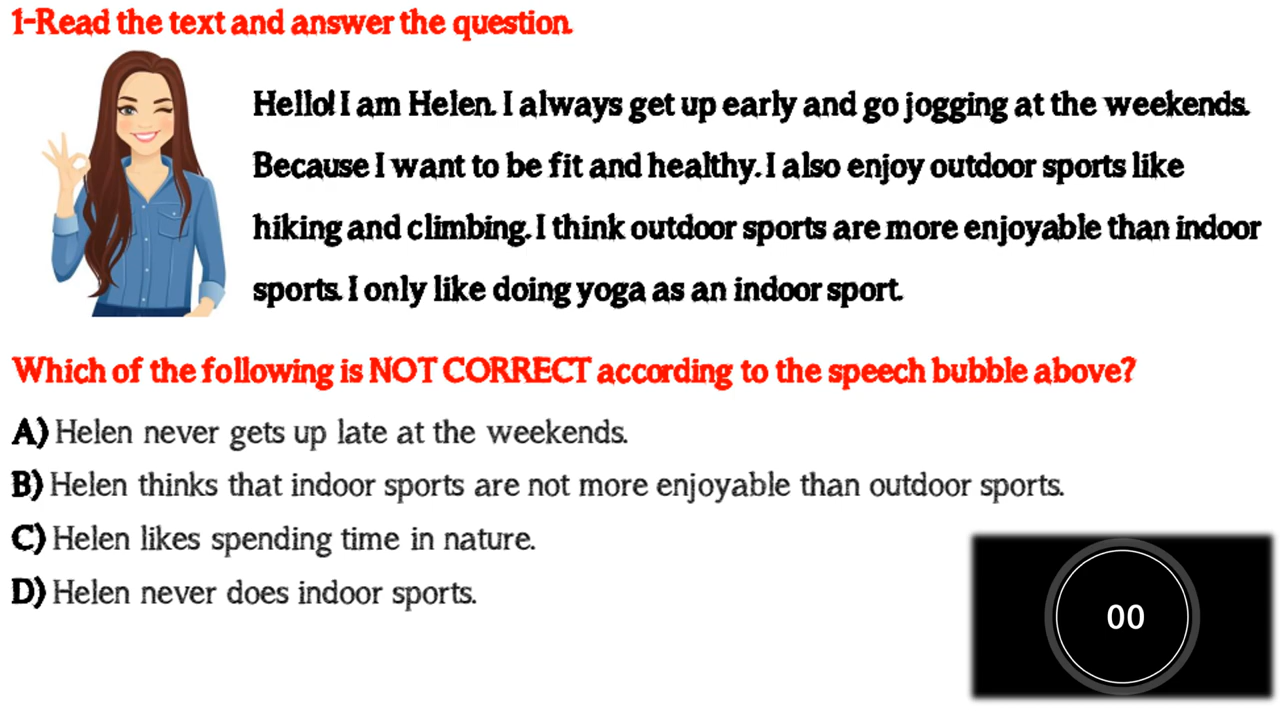 1-Read the text and answer the question.
Hello! I am Helen. I always get up early and go jogging at the weekends.
Because I want to be fit and healthy. I also enjoy outdoor sports like
hiking and climbing. I think outdoor sports are more enjoyable than indoor
sports. I only like doing yoga as an indoor sport.
Which of the following is NOT CORRECT according to the speech bubble above?
A) Helen never gets up late at the weekends.
B) Helen thinks that indoor sports are not more enjoyable than outdoor sports.
C) Helen likes spending time in nature.
D) Helen never does indoor sports.
00